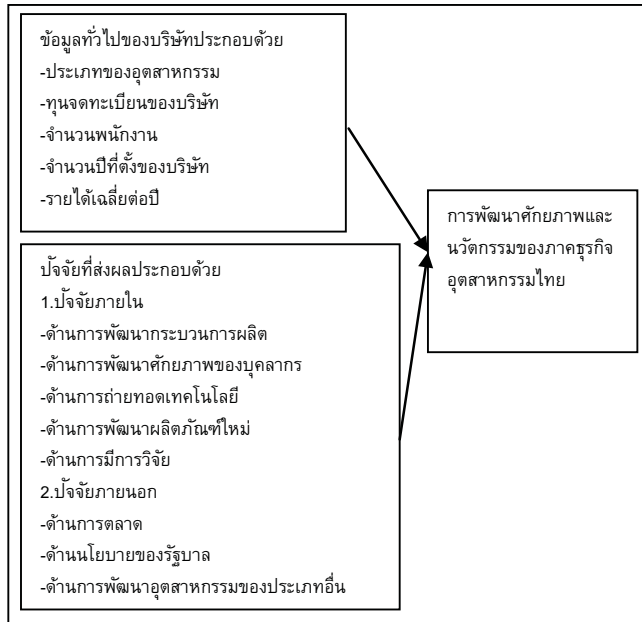 ข้อมูลทั่วไปของบริษัทประกอบด้วย
-ประเภทของอุตสาหกรรม
-ทุนจดทะเบียนของบริษัท
-จำนวนพนักงาน
-จำนวนปีที่ตั้งของบริษัท
-รายได้เฉลี่ยต่อปี
ปัจจัยที่ส่งผลประกอบด้วย
1.ปัจจัยภายใน
-ด้านการพัฒนากระบวนการผลิต
-ด้านการพัฒนาศักยภาพของบุคลากร
-ด้านการถ่ายทอดเทคโนโลยี
-ด้านการพัฒนาผลิตภัณฑ์ใหม่
-ด้านการมีการวิจัย
2.ปัจจัยภายนอก
-ด้านการตลาด
-ด้านนโยบายของรัฐบาล
-ด้านการพัฒนาอุตสาหกรรมของประเภทอื่น
การพัฒนาศักยภาพและ
นวัตกรรมของภาคธุรกิจ
อุตสาหกรรมไทย